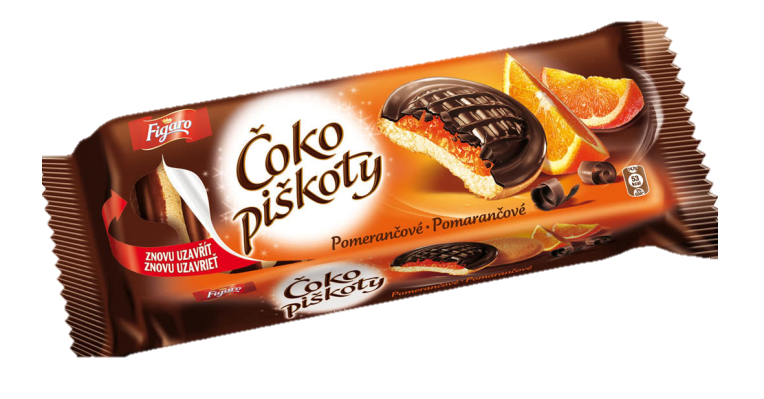 Figaro
Čoko
piškoty
Pomerančové · Pomarančové
ZNOVU UZAVŘÍT
ZNOVU UZAVRIEŤ
Figaro
Čoko
piškoty
Pomerančové · Pomarančové